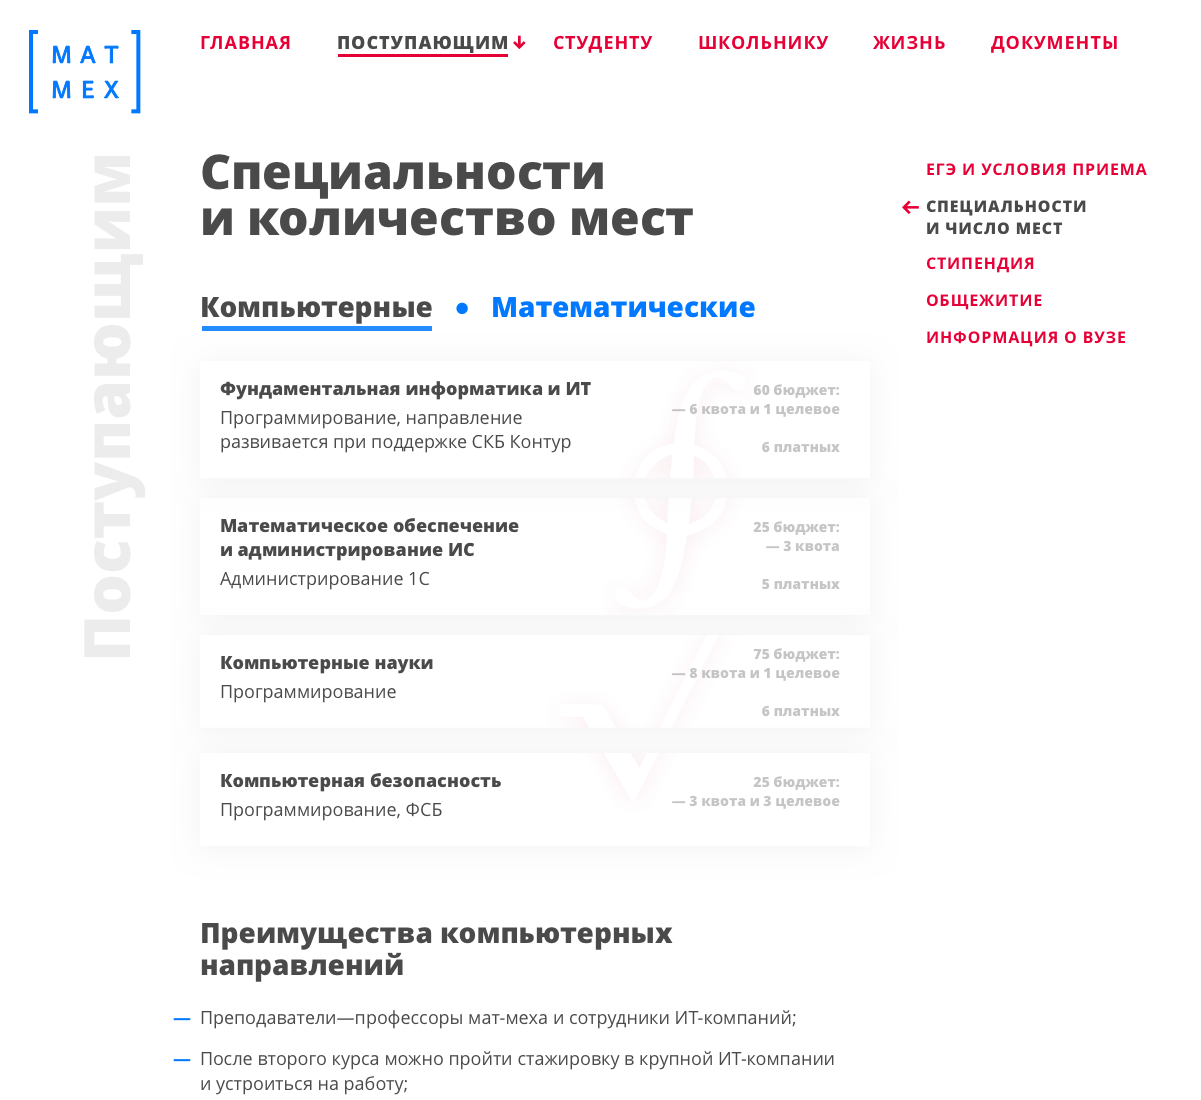 МАТ
МЕХ
ГЛАВНАЯ
ПОСТУПАЮЩИМ
СТУДЕНТУ
ШКОЛЬНИКУ
ЖИЗНЬ
ДОКУМЕНТЫ
Поступающим
Специальности
и количество мест
Компьютерные
Математические
Фундаментальная информатика и ИТ
Программирование, направление
развивается при поддержке СКБ Контур
60 бюджет:
— 6 квота и 1 целевое
6 платных
Математическое обеспечение
и администрирование ИС
Администрирование 1С
25 бюджет:
— 3 квота
5 платных
Компьютерные науки
Программирование
75 бюджет:
— 8 квота и 1 целевое
6 платных
Компьютерная безопасность
Программирование, ФСБ
25 бюджет:
— 3 квота и 3 целевое
Преимущества компьютерных
направлений
— Преподаватели—профессоры мат-меха и сотрудники ИТ-компаний;
— После второго курса можно пройти стажировку в крупной ИТ-компании
и устроиться на работу;
ЕГЭ И УСЛОВИЯ ПРИЕМА
СПЕЦИАЛЬНОСТИ
И ЧИСЛО МЕСТ
СТИПЕНДИЯ
ОБЩЕЖИТИЕ
ИНФОРМАЦИЯ О ВУЗЕ